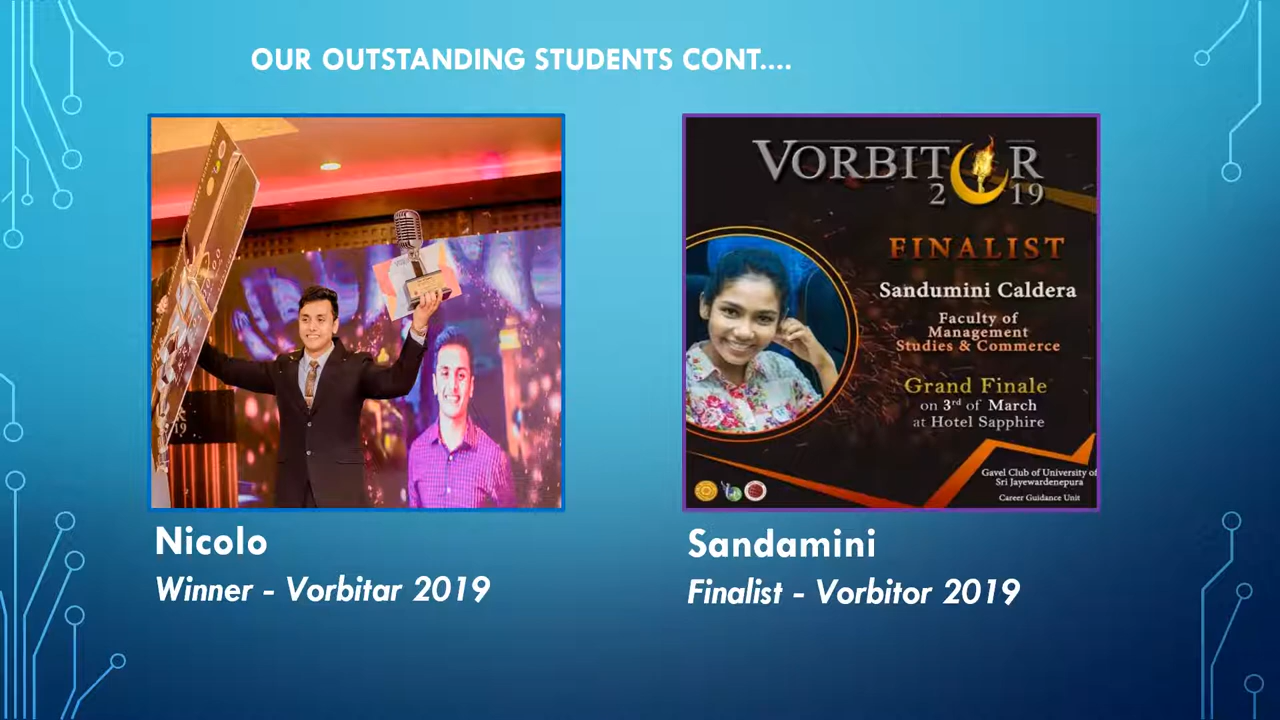 OUR OUTSTANDING STUDENTS CONT....
VORBITOR
2019
FINALIST
Sandumini Caldera
Faculty of
Management
Studies & Commerce
Grand Finale
on 3rd of March
at Hotel Sapphire
Gavel Club of University of
Sri Jayewardenepura
Career Guidance Unit
Nicolo
Winner - Vorbitar 2019
Sandamini
Finalist - Vorbitor 2019